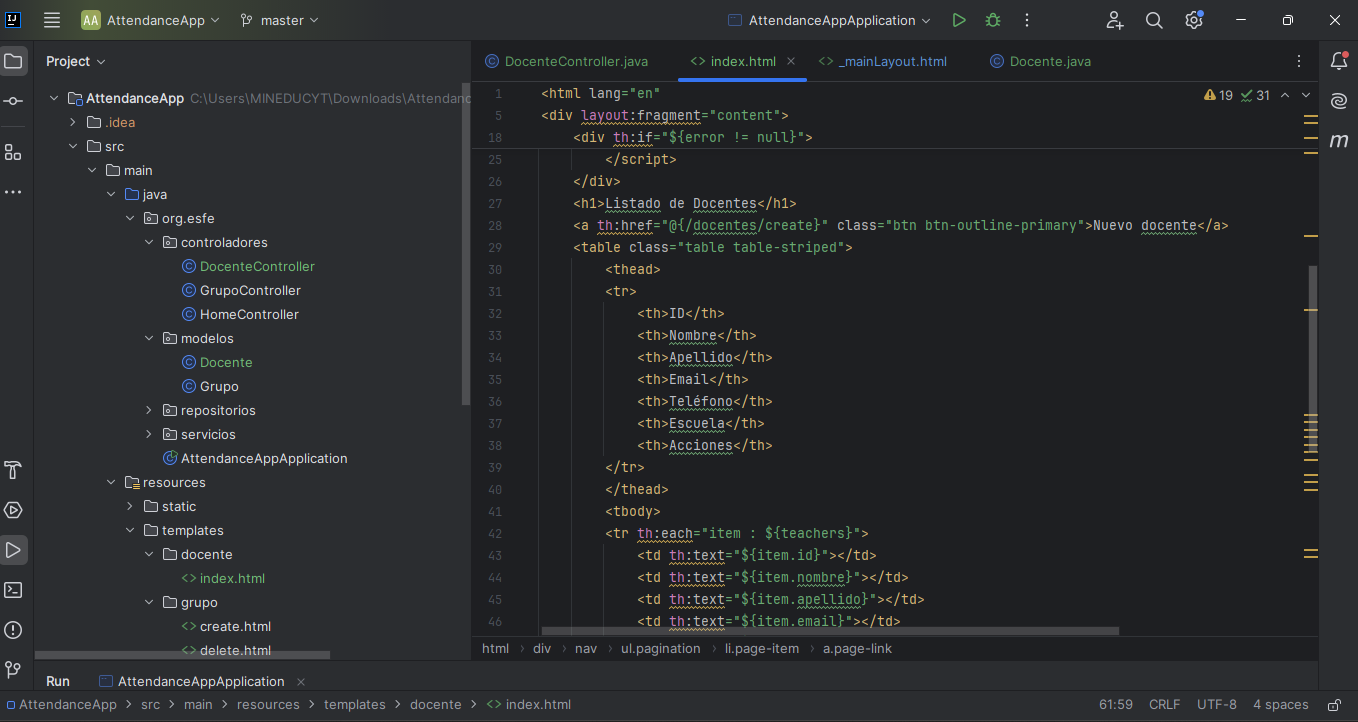 AA AttendanceApp master AttendanceAppApplication
Project
AttendanceApp C:\Users\MINEDUCYT\Downloads\Attendanc
.idea
src
main
java
org.esfe
controladores
DocenteController
GrupoController
HomeController
modelos
Docente
Grupo
repositorios
servicios
AttendanceAppApplication
resources
static
templates
docente
<> index.html
grupo
<> create.html
<> delete.html
DocenteController.java <> index.html <> _mainLayout.html Docente.java
19 31
1 <html lang="en"
5 <div layout:fragment="content">
18 <div th:if="${error != null}">
25 </script>
26 </div>
27 <h1>Listado de Docentes</h1>
28 <a th:href="@{/docentes/create}" class="btn btn-outline-primary">Nuevo docente</a>
29 <table class="table table-striped">
30 <thead>
31 <tr>
32 <th>ID</th>
33 <th>Nombre</th>
34 <th>Apellido</th>
35 <th>Email</th>
36 <th>Teléfono</th>
37 <th>Escuela</th>
38 <th>Acciones</th>
39 </tr>
40 </thead>
41 <tbody>
42 <tr th:each="item : ${teachers}">
43 <td th:text="${item.id}"></td>
44 <td th:text="${item.nombre}"></td>
45 <td th:text="${item.apellido}"></td>
46 <td th:text="${item.email}"></td>
html › div › nav › ul.pagination › li.page-item › a.page-link
Run AttendanceAppApplication
AttendanceApp > src > main > resources > templates > docente > <> index.html 61:59 CRLF UTF-8 4 spaces